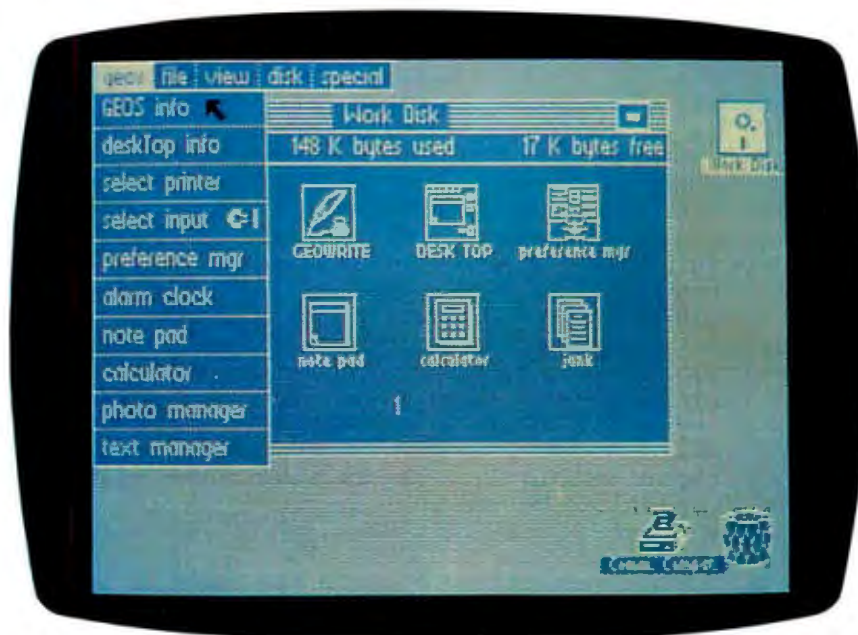 geos file view disk special
GEOS info
deskTop info
select printer
select input C= I
preference mgr
alarm clock
note pad
calculator
photo manager
text manager
Work Disk
148 K bytes used 17 K bytes free
GEOWRITE DESK TOP preference mgr
note pad calculator junk
1
Work Disk